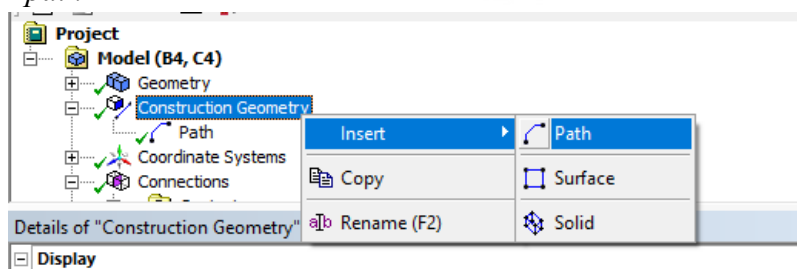 Project
Model (B4, C4)
Geometry
Construction Geometry
Path
Insert
Path
Coordinate Systems
Copy
Surface
Connections
Rename (F2)
Solid
Details of "Construction Geometry"
Display